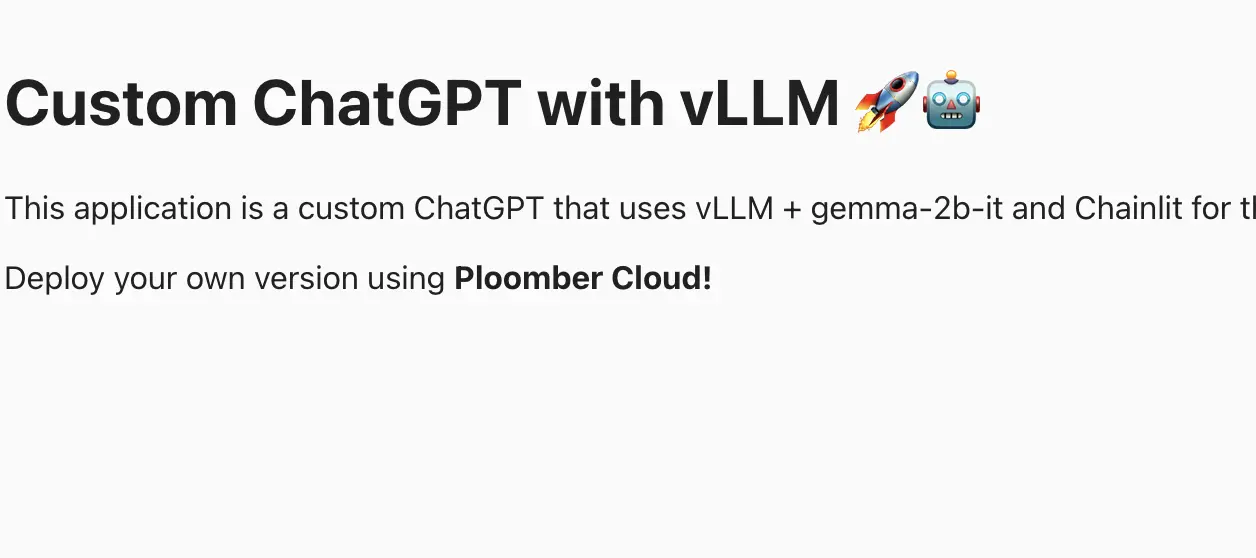 Custom ChatGPT with vLLM 🚀🤖
This application is a custom ChatGPT that uses vLLM + gemma-2b-it and Chainlit for
Deploy your own version using Ploomber Cloud!